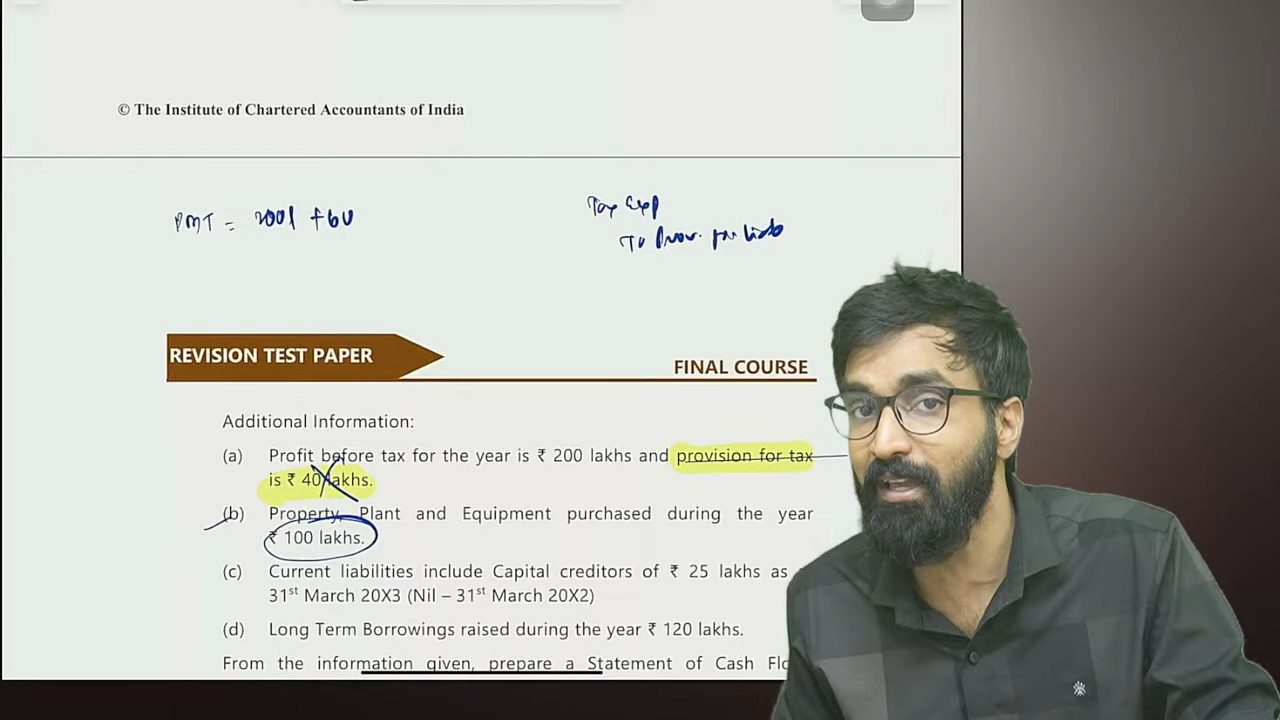 © The Institute of Chartered Accountants of India
PMT = 200l + 60
Tax Exp
To Prov. for liab
REVISION TEST PAPER
FINAL COURSE
Additional Information:
(a) Profit before tax for the year is ₹ 200 lakhs and provision for tax
is ₹ 40 lakhs.
(b) Property, Plant and Equipment purchased during the year
₹ 100 lakhs.
(c) Current liabilities include Capital creditors of ₹ 25 lakhs as
31st March 20X3 (Nil – 31st March 20X2)
(d) Long Term Borrowings raised during the year ₹ 120 lakhs.
From the information given, prepare a Statement of Cash